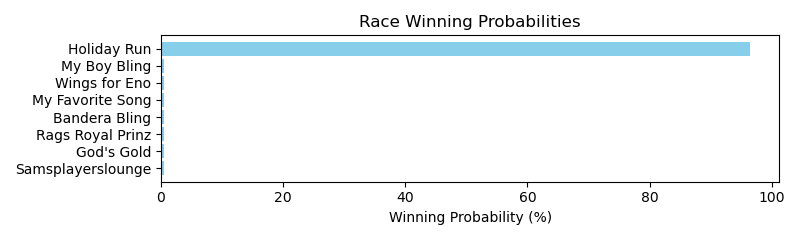 Race Winning Probabilities
Holiday Run
My Boy Bling
Wings for Eno
My Favorite Song
Bandera Bling
Rags Royal Prinz
God's Gold
Samsplayerslounge
0 20 40 60 80 100
Winning Probability (%)